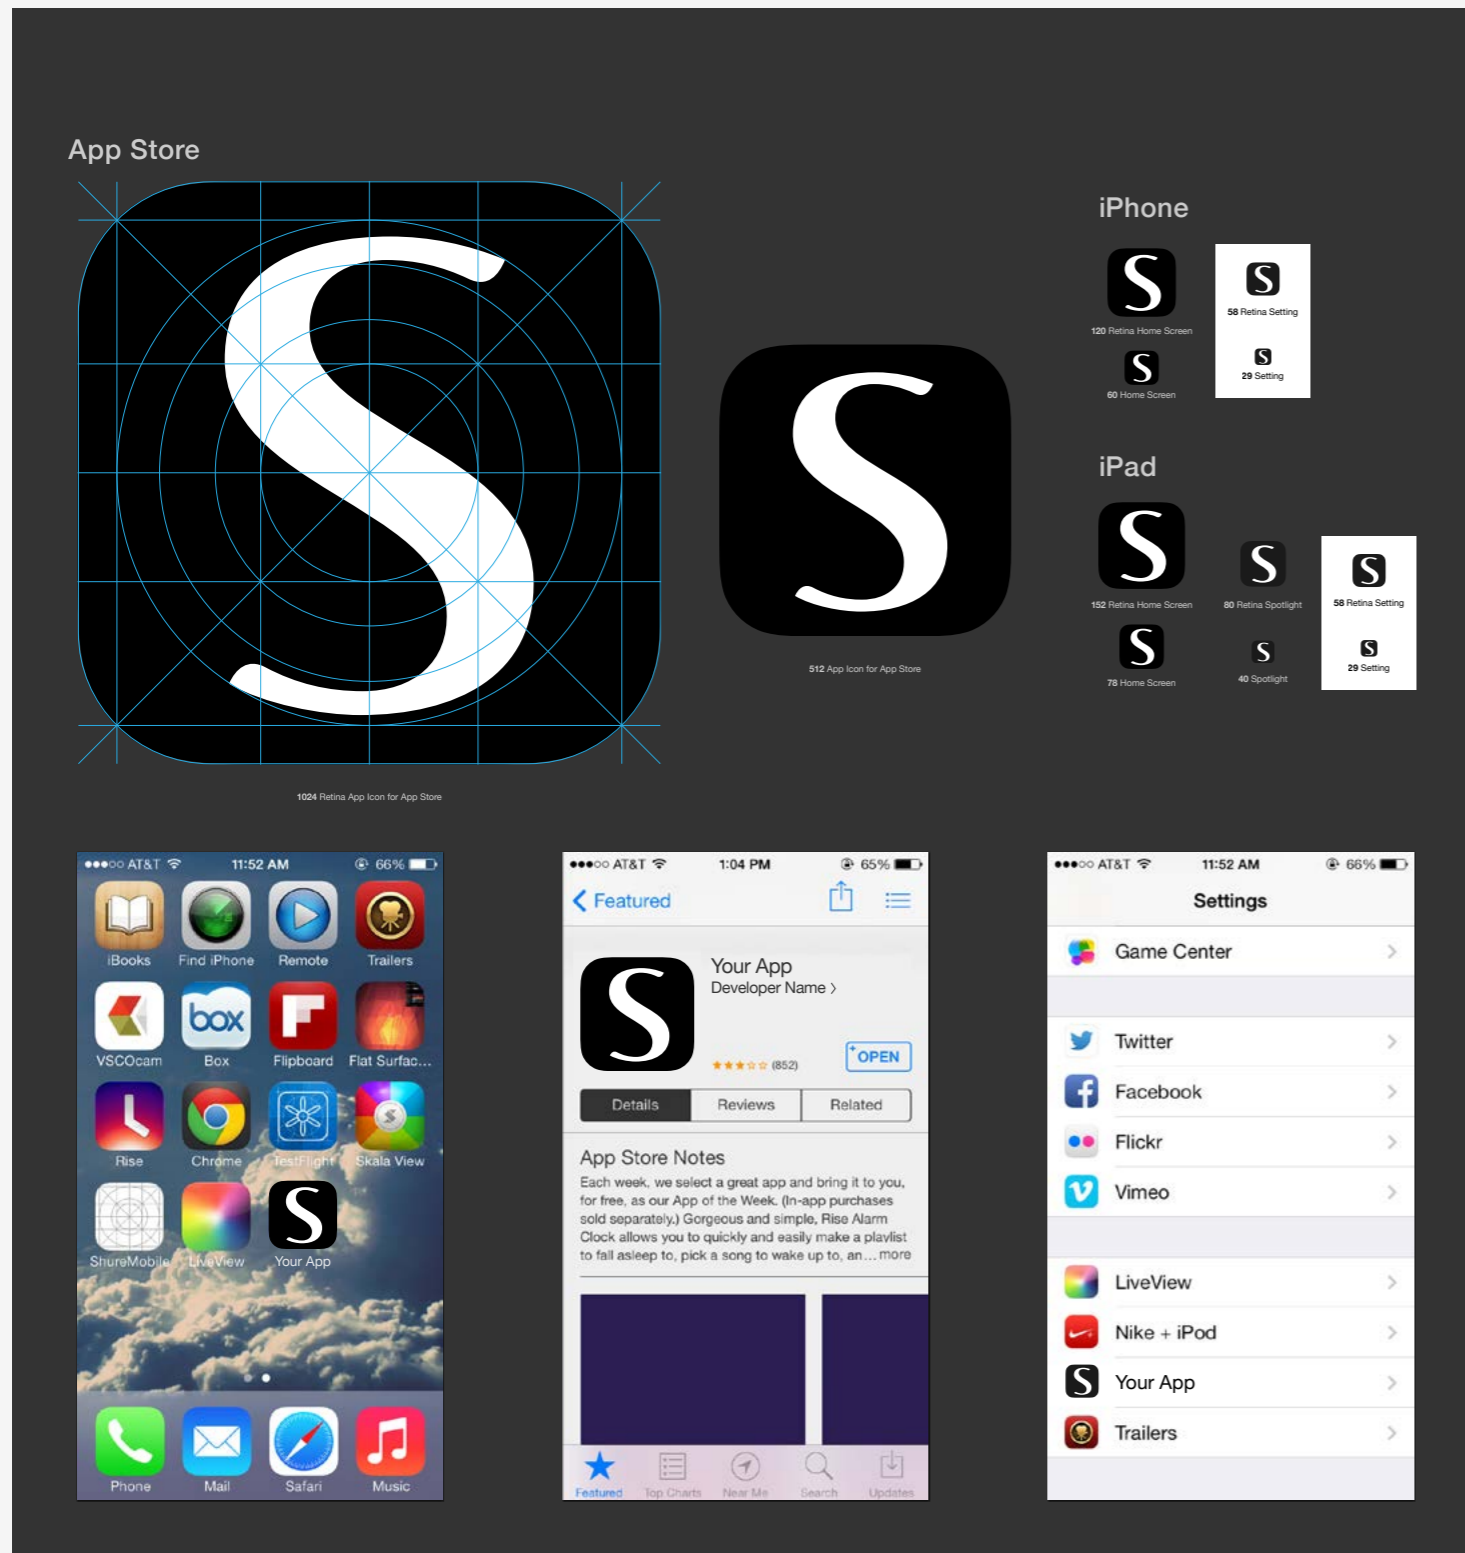 App Store
S
1024 Retina App Icon for App Store
S
512 App Icon for App Store
iPhone
S
S
120 Retina Home Screen
58 Retina Setting
S
S
60 Home Screen
29 Setting
iPad
S
S
S
152 Retina Home Screen
80 Retina Spotlight
58 Retina Setting
S
S
S
78 Home Screen
40 Spotlight
29 Setting
AT&T 11:52 AM 66%
iBooks Find iPhone Remote Trailers
box
VSCOcam Box Flipboard Flat Surfac...
S
Rise Chrome TestFlight Skala View
S
ShureMobile LiveView Your App
Phone Mail Safari Music
AT&T 1:04 PM 65%
Featured
S
Your App
Developer Name
(852)
+OPEN
Details Reviews Related
App Store Notes
Each week, we select a great app and bring it to you,
for free, as our App of the Week. (In-app purchases
sold separately.) Gorgeous and simple, Rise Alarm
Clock allows you to quickly and easily make a playlist
to fall asleep to, pick a song to wake up to, an... more
Featured Top Charts Near Me Search Updates
AT&T 11:52 AM 66%
Settings
Game Center
Twitter
f Facebook
Flickr
Vimeo
LiveView
Nike + iPod
S Your App
Trailers